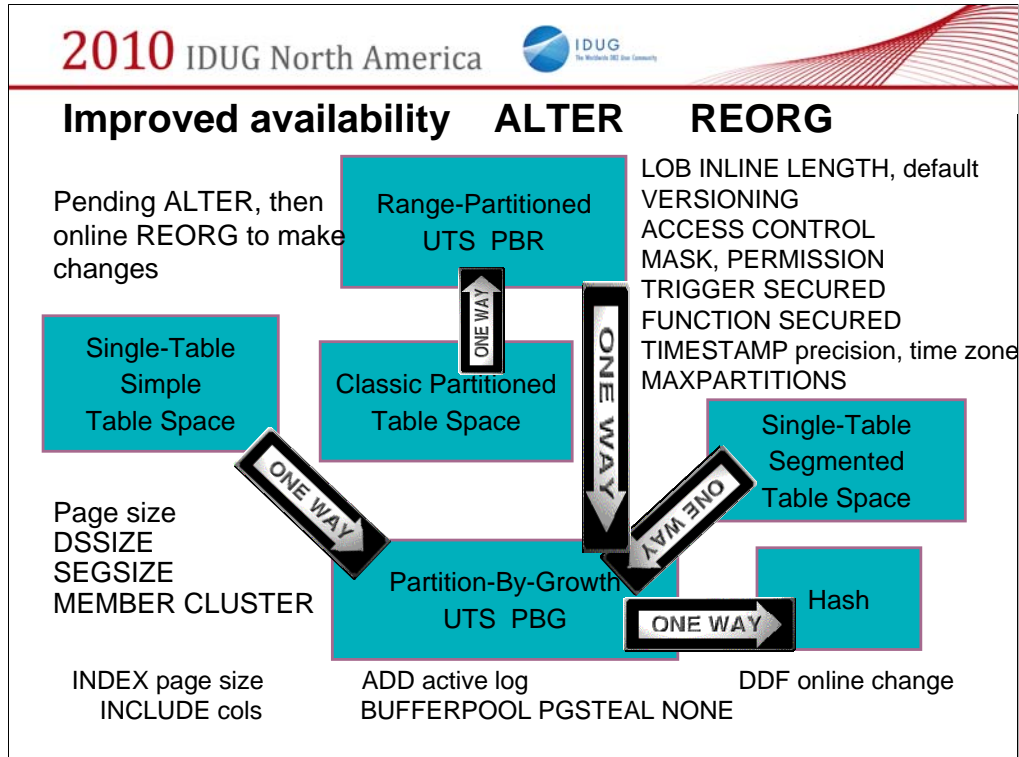 2010 IDUG North America
IDUG
The Worldwide DB2 User Community
Improved availability ALTER REORG
Pending ALTER, then
online REORG to make
changes
Range-Partitioned
UTS PBR
LOB INLINE LENGTH, default
VERSIONING
ACCESS CONTROL
MASK, PERMISSION
TRIGGER SECURED
FUNCTION SECURED
TIMESTAMP precision, time zone
MAXPARTITIONS
ONE WAY
ONE WAY
Single-Table
Simple
Table Space
Classic Partitioned
Table Space
Single-Table
Segmented
Table Space
ONE WAY
ONE WAY
Page size
DSSIZE
SEGSIZE
MEMBER CLUSTER
Partition-By-Growth
UTS PBG
ONE WAY
Hash
INDEX page size
INCLUDE cols
ADD active log
BUFFERPOOL PGSTEAL NONE
DDF online change